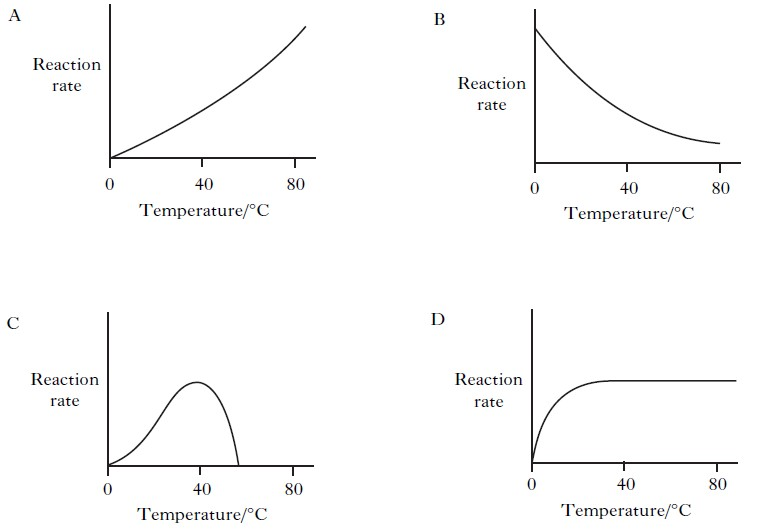 A
Reaction
rate
0 40 80
Temperature/°C
B
Reaction
rate
0 40 80
Temperature/°C
C
Reaction
rate
0 40 80
Temperature/°C
D
Reaction
rate
0 40 80
Temperature/°C